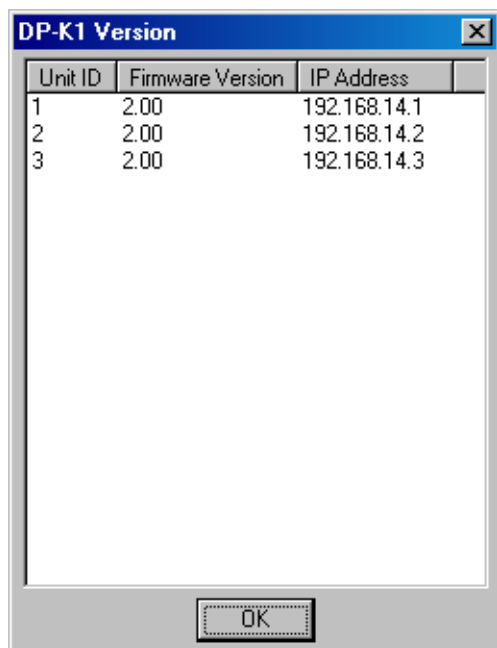 DP-K1 Version
Unit ID Firmware Version IP Address
1 2.00 192.168.14.1
2 2.00 192.168.14.2
3 2.00 192.168.14.3
OK